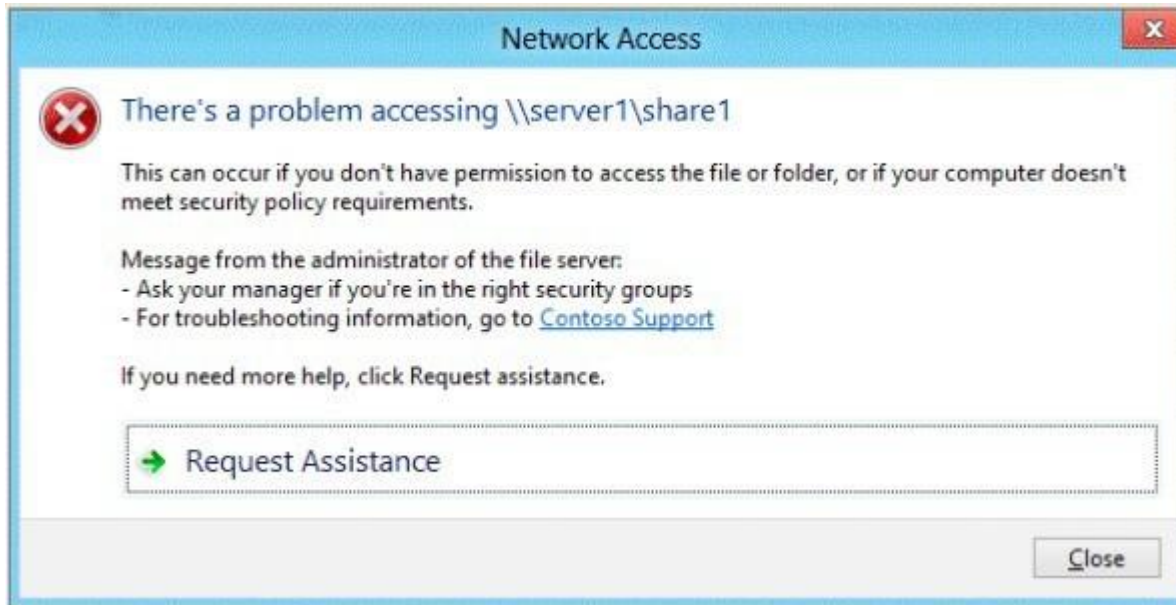 Network Access
x
There's a problem accessing \\server1\share1
This can occur if you don't have permission to access the file or folder, or if your computer doesn't
meet security policy requirements.
Message from the administrator of the file server:
- Ask your manager if you're in the right security groups
- For troubleshooting information, go to Contoso Support
If you need more help, click Request assistance.
Request Assistance
Close